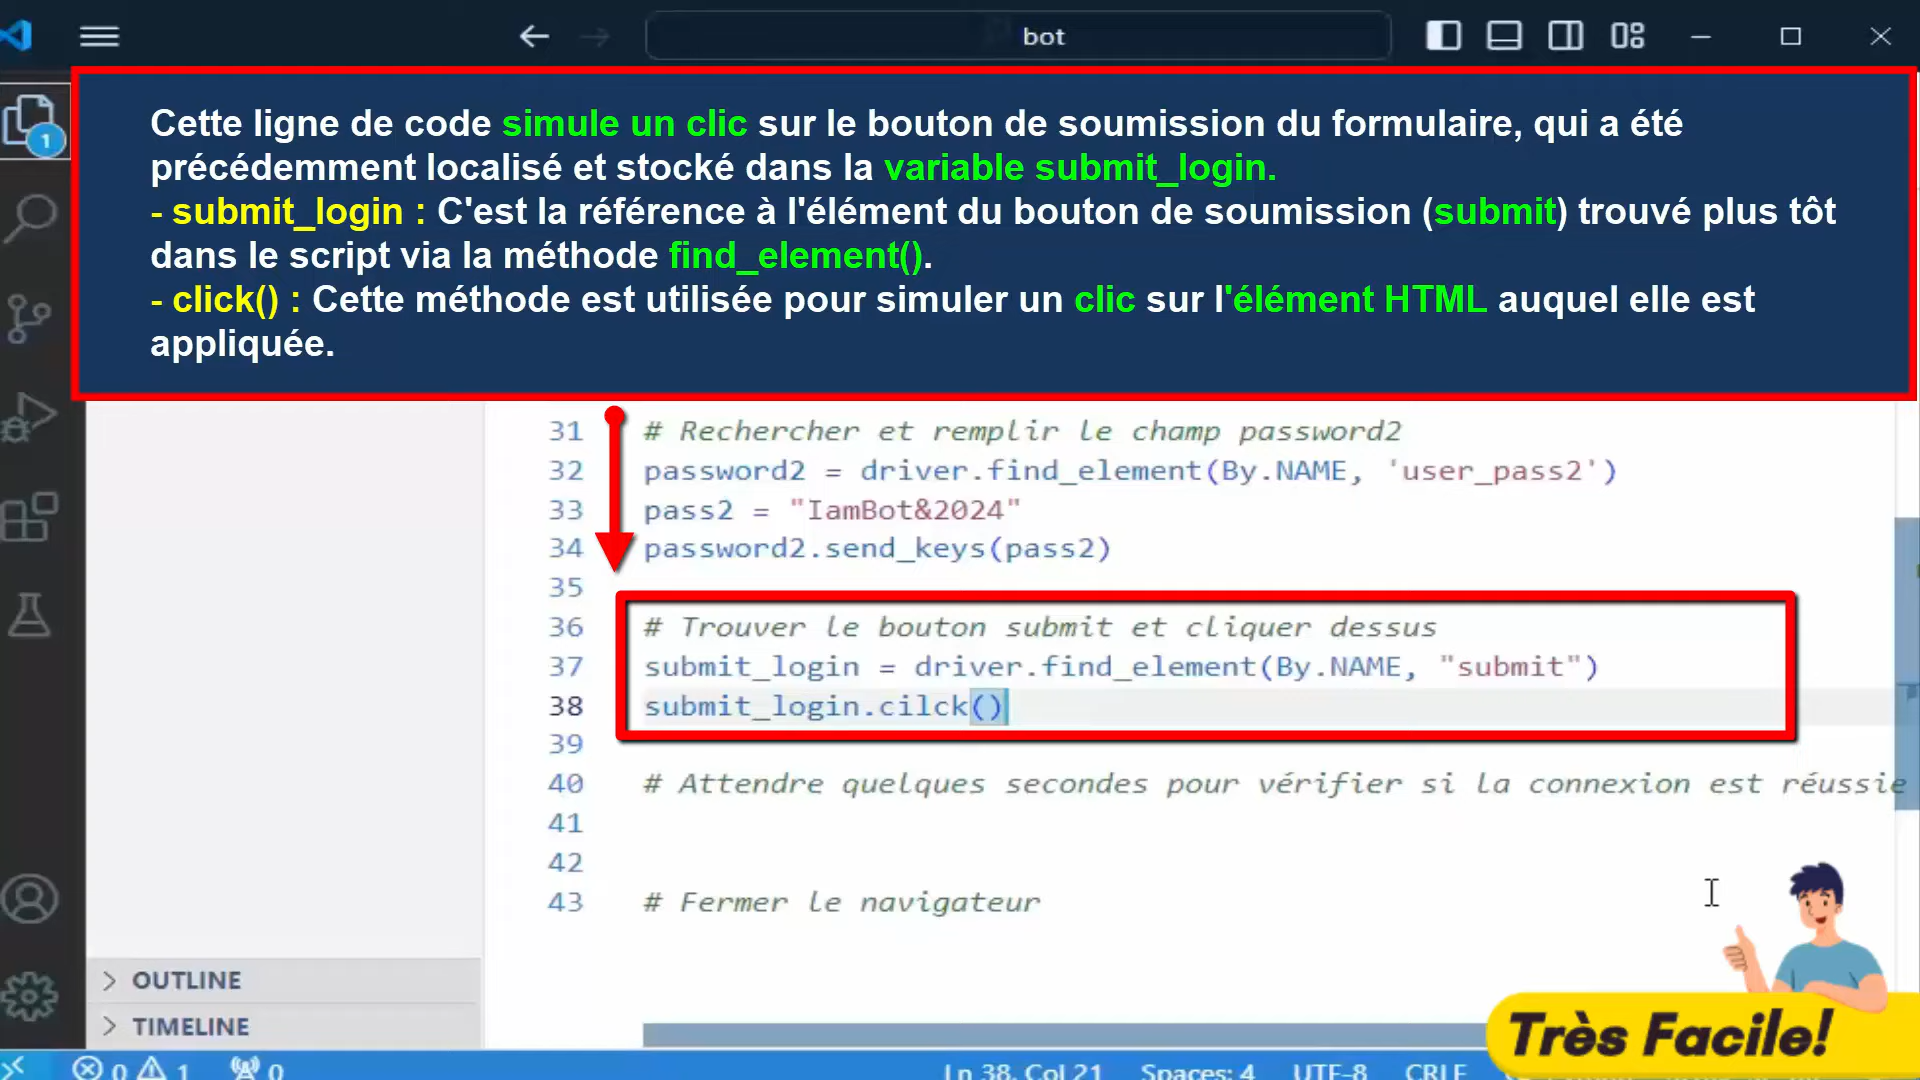 bot
Cette ligne de code simule un clic sur le bouton de soumission du formulaire, qui a été
précédemment localisé et stocké dans la variable submit_login.
- submit_login : C'est la référence à l'élément du bouton de soumission (submit) trouvé plus tôt
dans le script via la méthode find_element().
- click() : Cette méthode est utilisée pour simuler un clic sur l'élément HTML auquel elle est
appliquée.
1
31 # Rechercher et remplir le champ password2
32 password2 = driver.find_element(By.NAME, 'user_pass2')
33 pass2 = "IamBot&2024"
34 password2.send_keys(pass2)
35
36 # Trouver le bouton submit et cliquer dessus
37 submit_login = driver.find_element(By.NAME, "submit")
38 submit_login.cilck()
39
40 # Attendre quelques secondes pour vérifier si la connexion est réussie
41
42
43 # Fermer le navigateur
OUTLINE
TIMELINE
Très Facile!
0 1 0 Ln 38, Col 21 Spaces: 4 UTF-8 CRLF